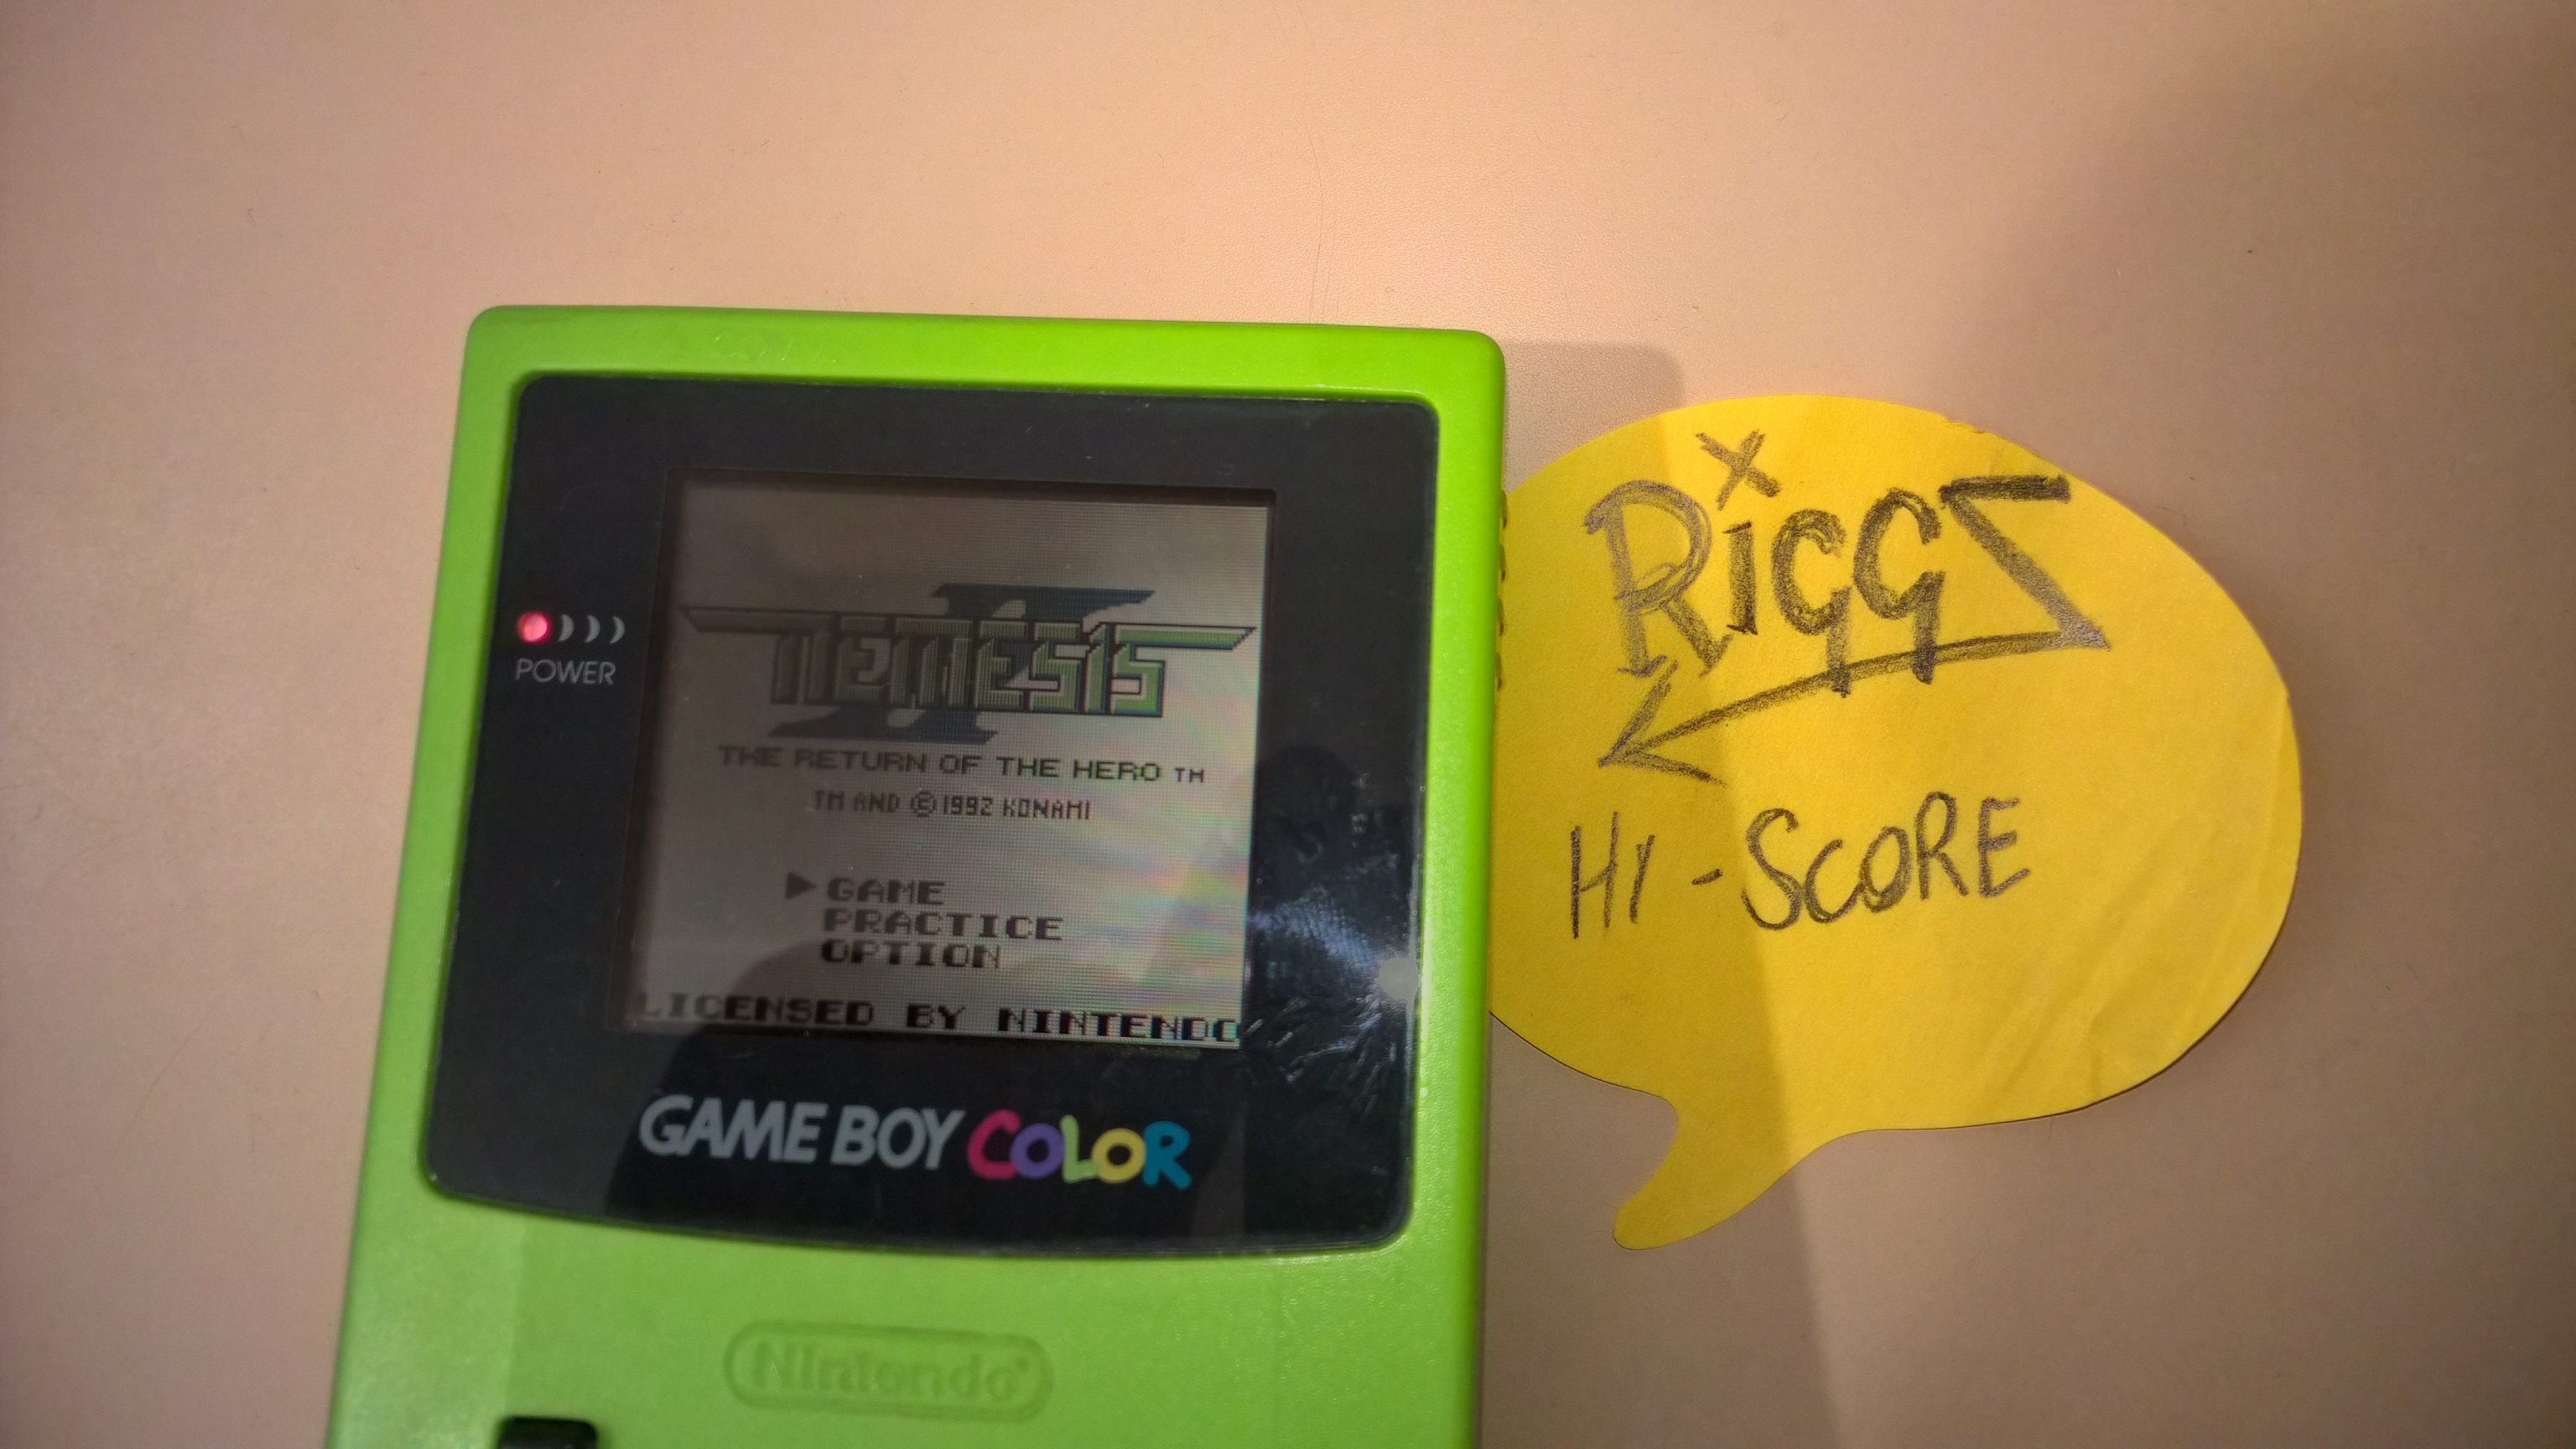 POWER
II
NEMESIS
THE RETURN OF THE HERO TM
TM AND © 1992 KONAMI
▶GAME
PRACTICE
OPTION
LICENSED BY NINTENDO
GAME BOY COLOR
Nintendo®
RiGGS
HI-SCORE